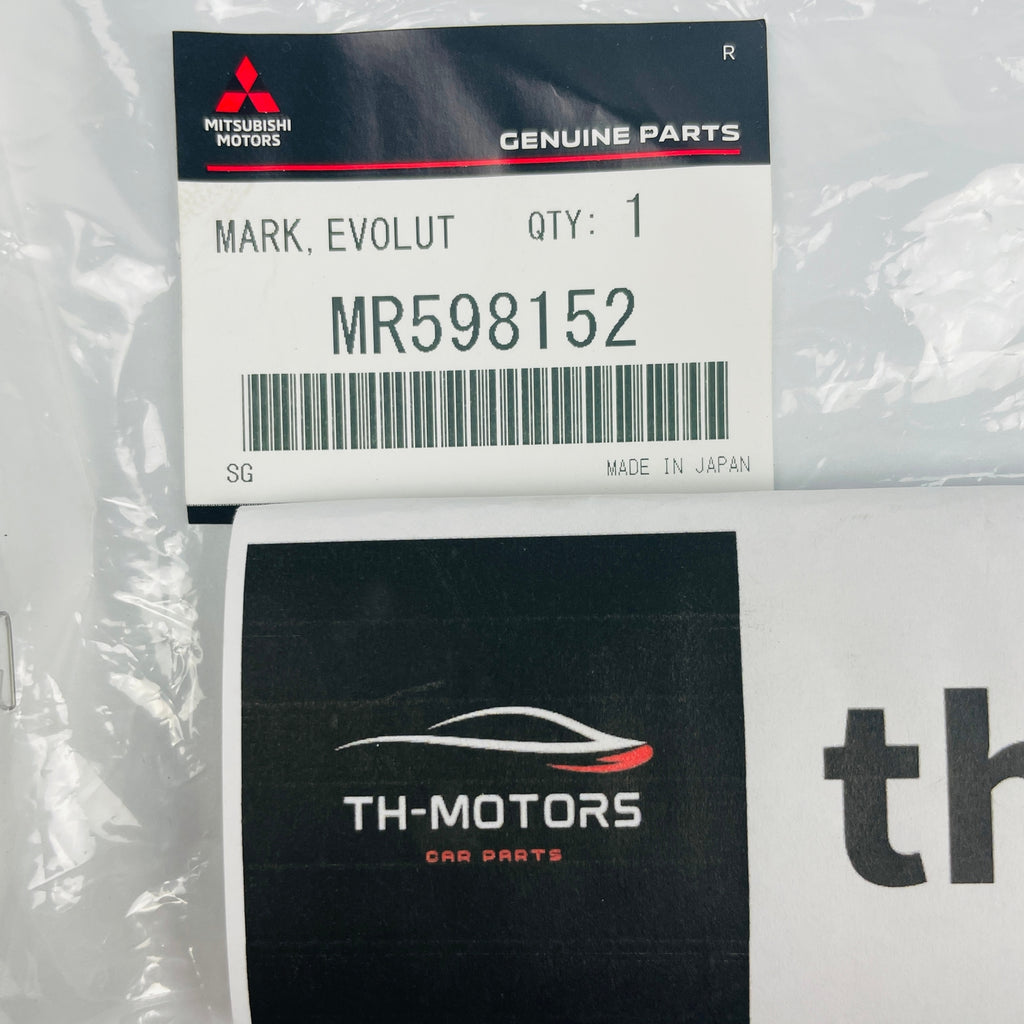 R
MITSUBISHI
MOTORS
GENUINE PARTS
MARK, EVOLUT QTY: 1
MR598152
SG MADE IN JAPAN
TH-MOTORS
CAR PARTS
th